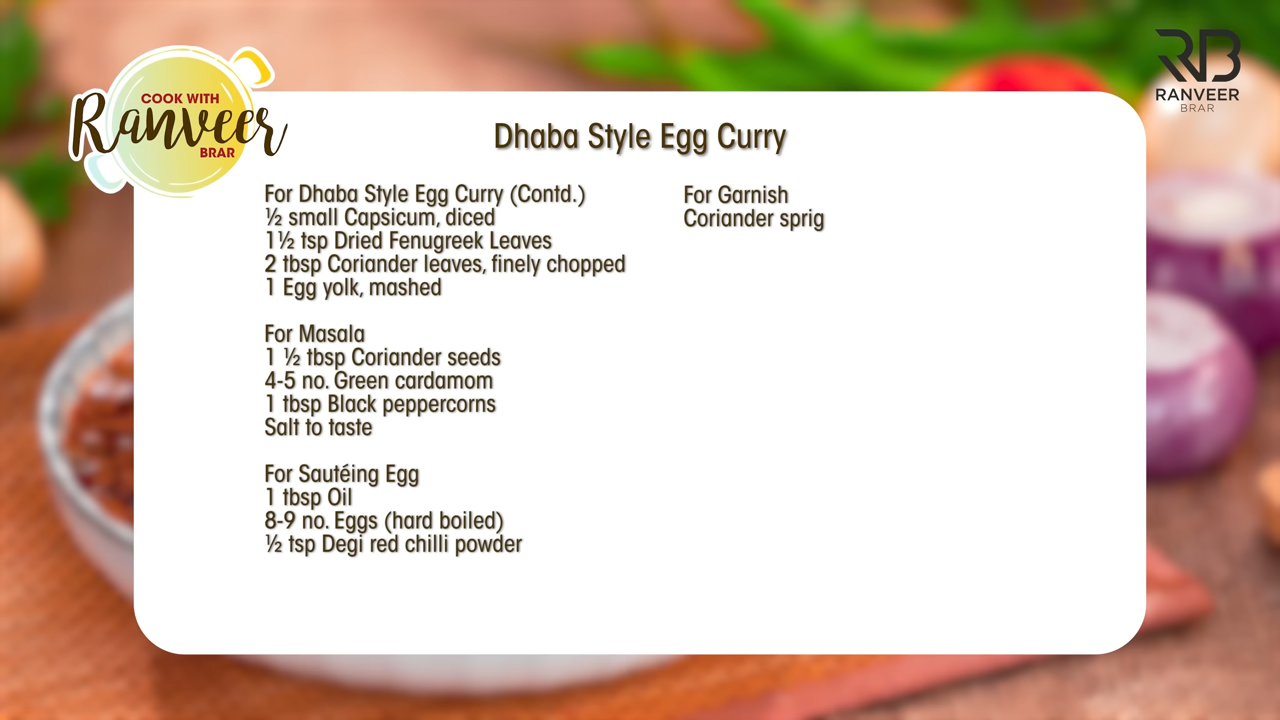 COOK WITH
Ranveer
BRAR
RB
RANVEER
BRAR
Dhaba Style Egg Curry
For Dhaba Style Egg Curry (Contd.)
½ small Capsicum, diced
1½ tsp Dried Fenugreek Leaves
2 tbsp Coriander leaves, finely chopped
1 Egg yolk, mashed
For Masala
1 ½ tbsp Coriander seeds
4-5 no. Green cardamom
1 tbsp Black peppercorns
Salt to taste
For Sautéing Egg
1 tbsp Oil
8-9 no. Eggs (hard boiled)
½ tsp Degi red chilli powder
For Garnish
Coriander sprig